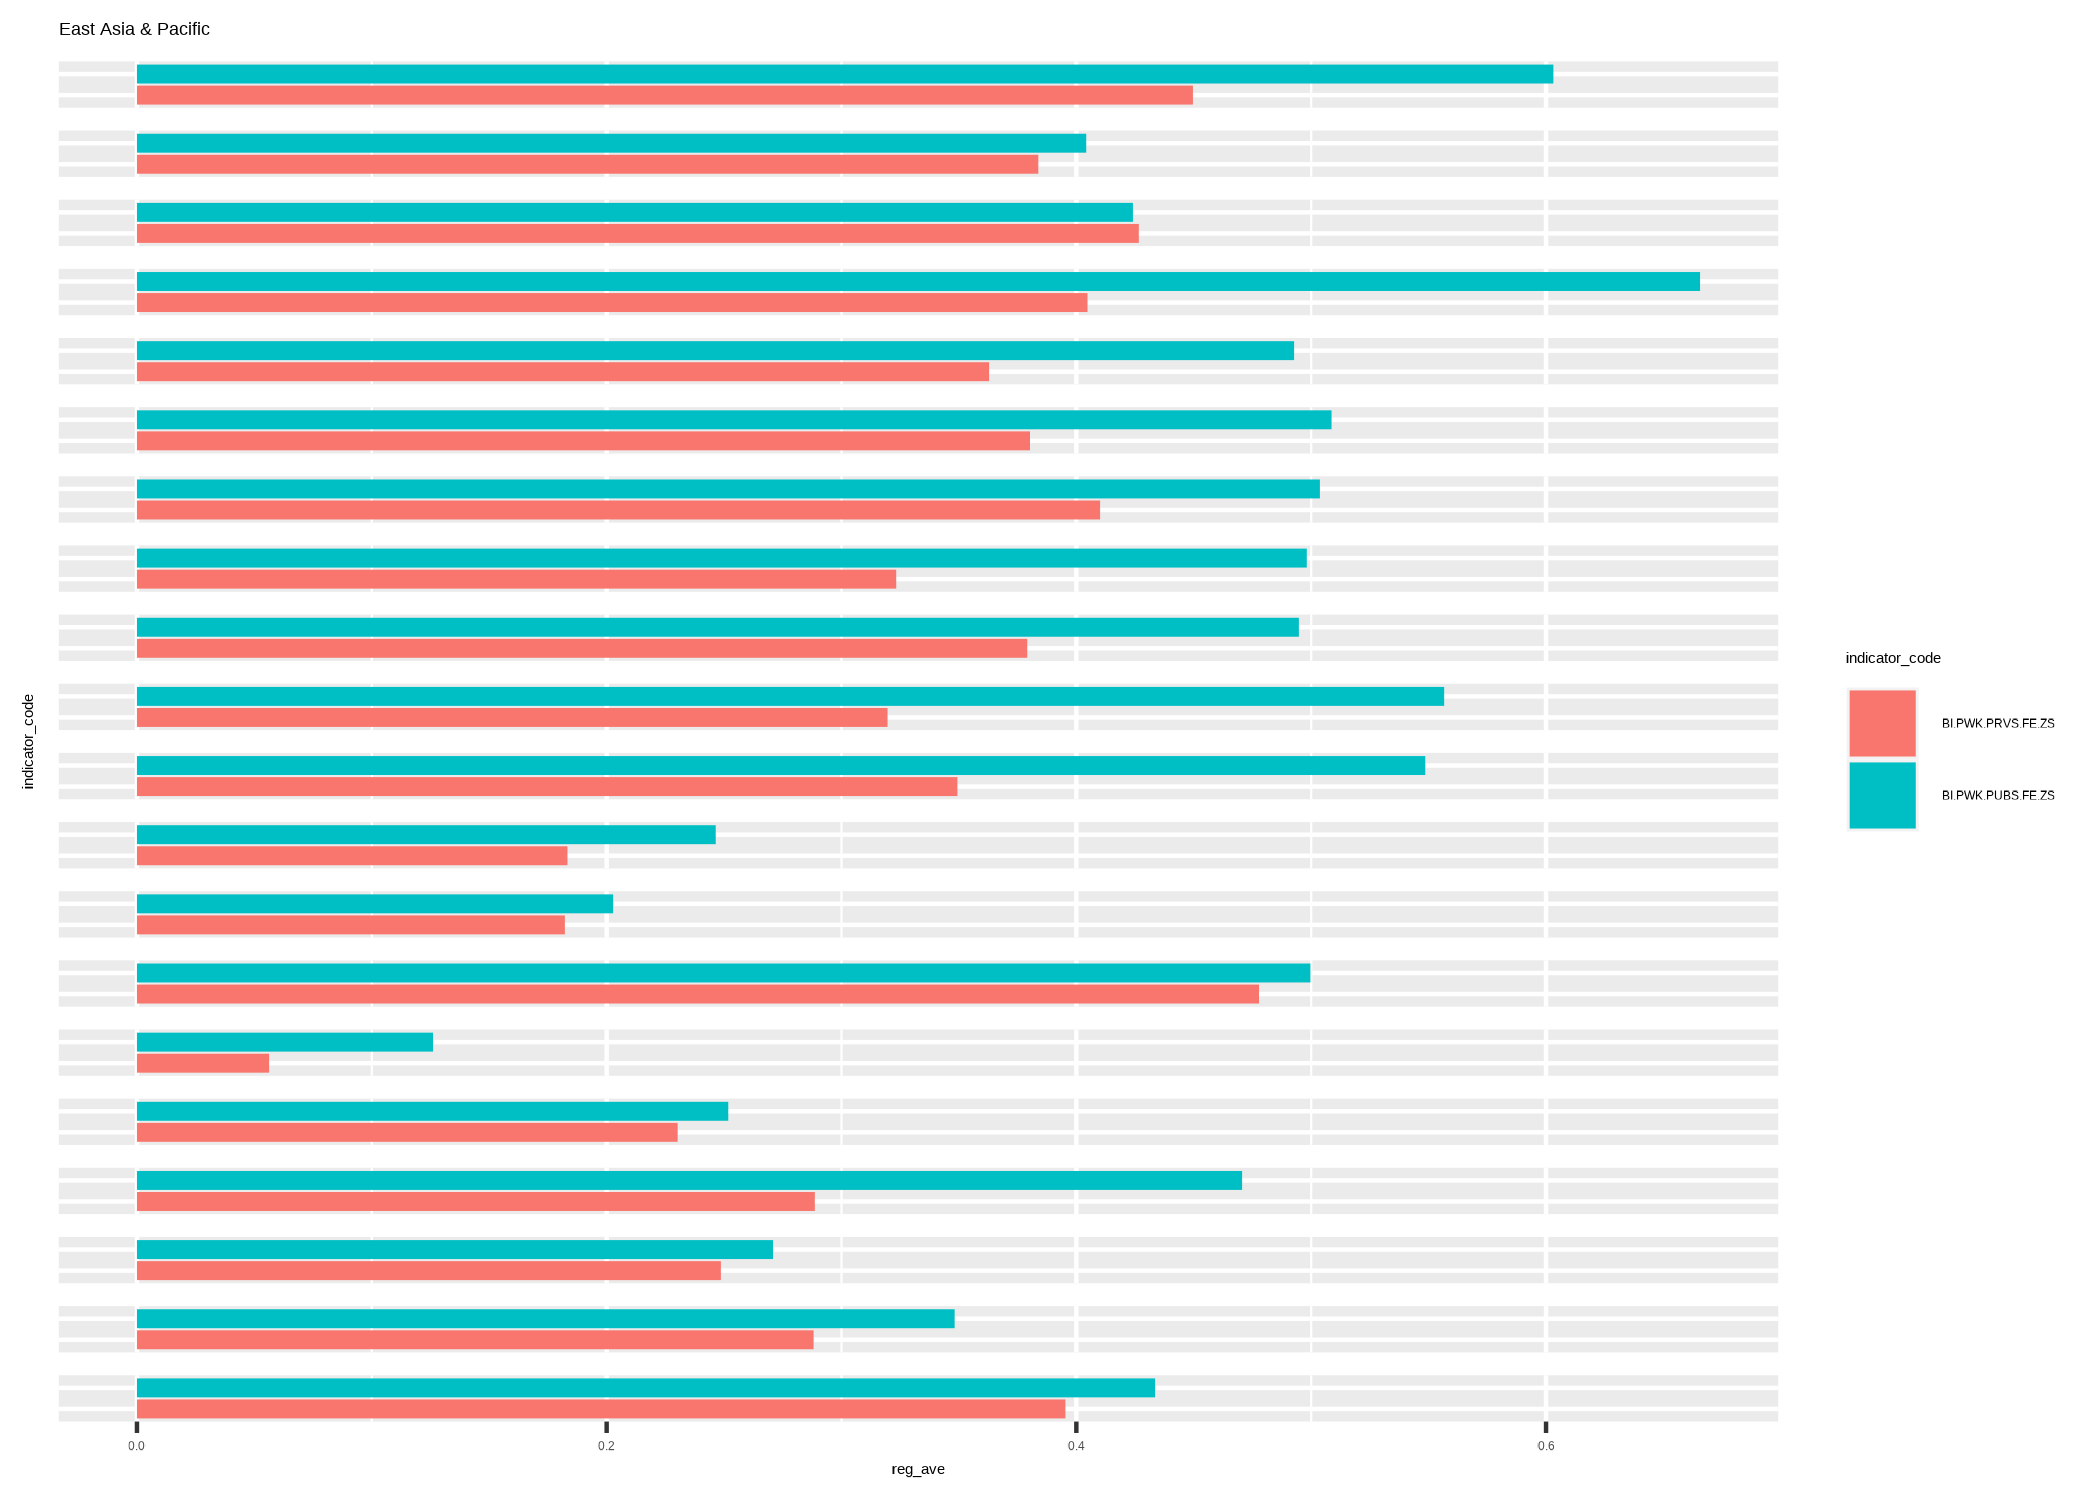 East Asia & Pacific
indicator_code
0.0
0.2
0.4
0.6
reg_ave
indicator_code
BI.PWK.PRVS.FE.ZS
BI.PWK.PUBS.FE.ZS